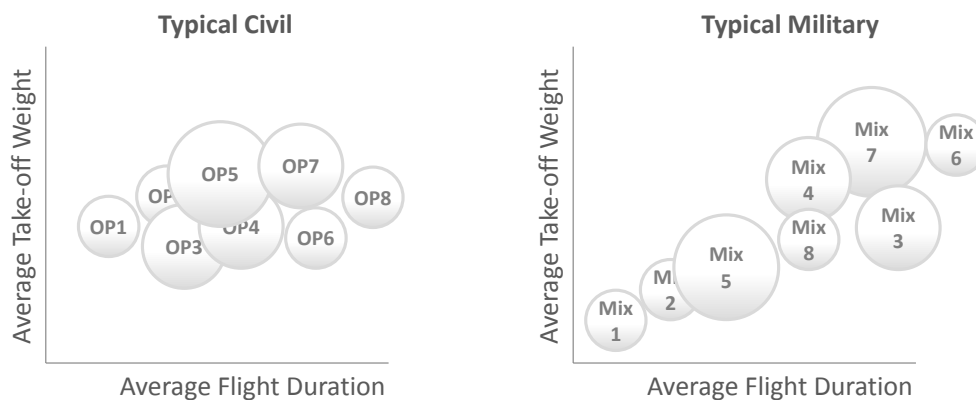 Typical Civil
Average Take-off Weight
OP1
OP
OP3
OP5
OP4
OP7
OP6
OP8
Average Flight Duration
Typical Military
Average Take-off Weight
Mix
1
2
Mix
5
Mix
4
Mix
8
Mix
7
Mix
3
Mix
6
Average Flight Duration